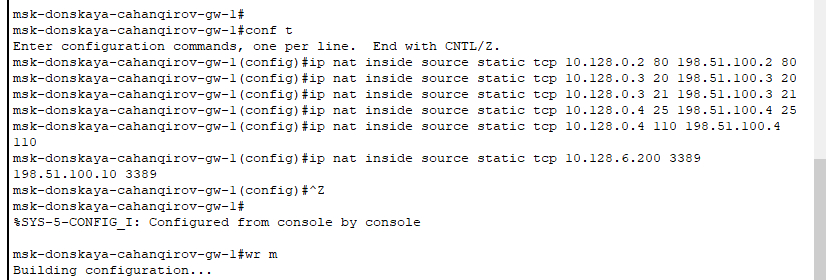 msk-donskaya-cahanqirov-gw-1#
msk-donskaya-cahanqirov-gw-1#conf t
Enter configuration commands, one per line.  End with CNTL/Z.
msk-donskaya-cahanqirov-gw-1(config)#ip nat inside source static tcp 10.128.0.2 80 198.51.100.2 80
msk-donskaya-cahanqirov-gw-1(config)#ip nat inside source static tcp 10.128.0.3 20 198.51.100.3 20
msk-donskaya-cahanqirov-gw-1(config)#ip nat inside source static tcp 10.128.0.3 21 198.51.100.3 21
msk-donskaya-cahanqirov-gw-1(config)#ip nat inside source static tcp 10.128.0.4 25 198.51.100.4 25
msk-donskaya-cahanqirov-gw-1(config)#ip nat inside source static tcp 10.128.0.4 110 198.51.100.4
110
msk-donskaya-cahanqirov-gw-1(config)#ip nat inside source static tcp 10.128.6.200 3389
198.51.100.10 3389
msk-donskaya-cahanqirov-gw-1(config)#^Z
msk-donskaya-cahanqirov-gw-1#
%SYS-5-CONFIG_I: Configured from console by console
msk-donskaya-cahanqirov-gw-1#wr m
Building configuration...